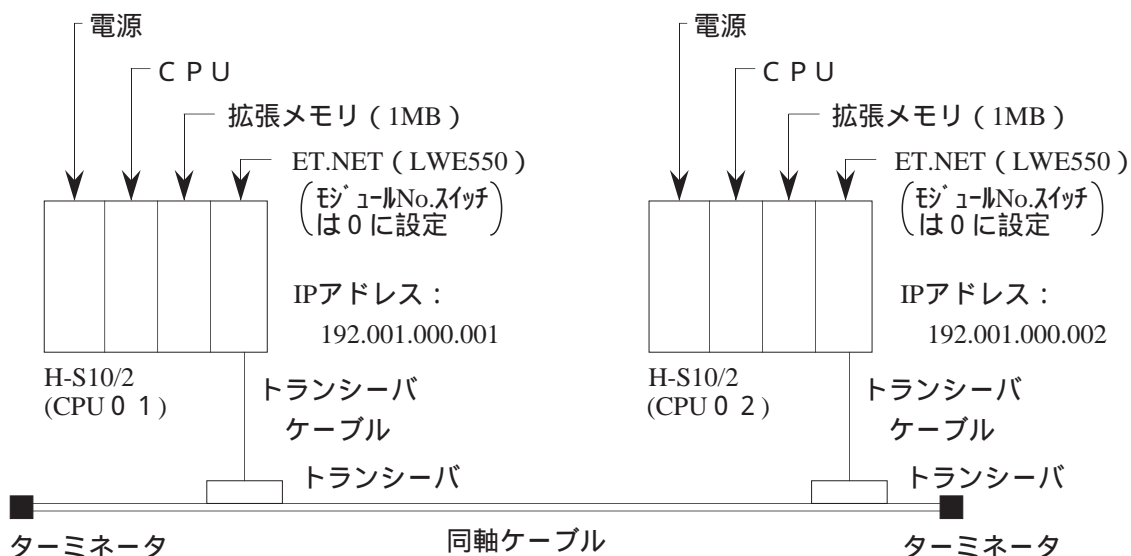 電源
ＣＰＵ
拡張メモリ（1MB）
ET.NET（LWE550）
（ﾓｼﾞｭｰﾙNo.ｽｲｯﾁ
は０に設定）
IPアドレス：
192.001.000.001
H-S10/2
(CPU０１)
トランシーバ
ケーブル
トランシーバ
電源
ＣＰＵ
拡張メモリ（1MB）
ET.NET（LWE550）
（ﾓｼﾞｭｰﾙNo.ｽｲｯﾁ
は０に設定）
IPアドレス：
192.001.000.002
H-S10/2
(CPU０２)
トランシーバ
ケーブル
トランシーバ
ターミネータ
同軸ケーブル
ターミネータ